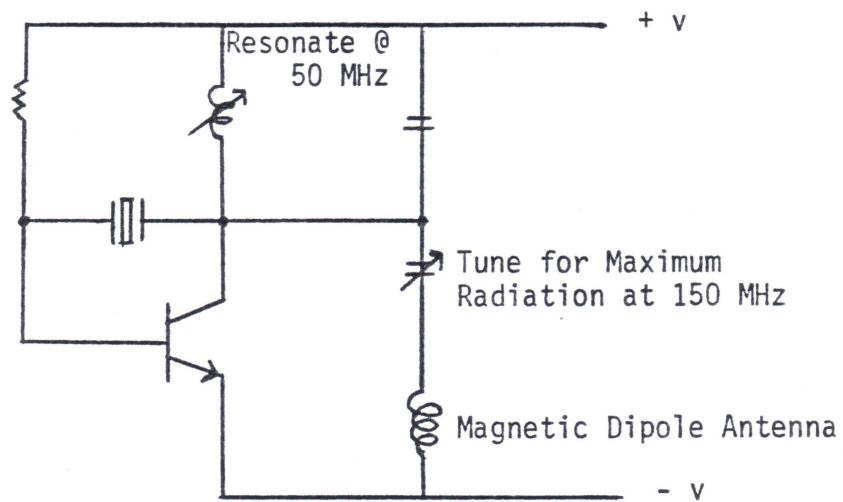 + v
Resonate @
50 MHz
Tune for Maximum
Radiation at 150 MHz
Magnetic Dipole Antenna
- v